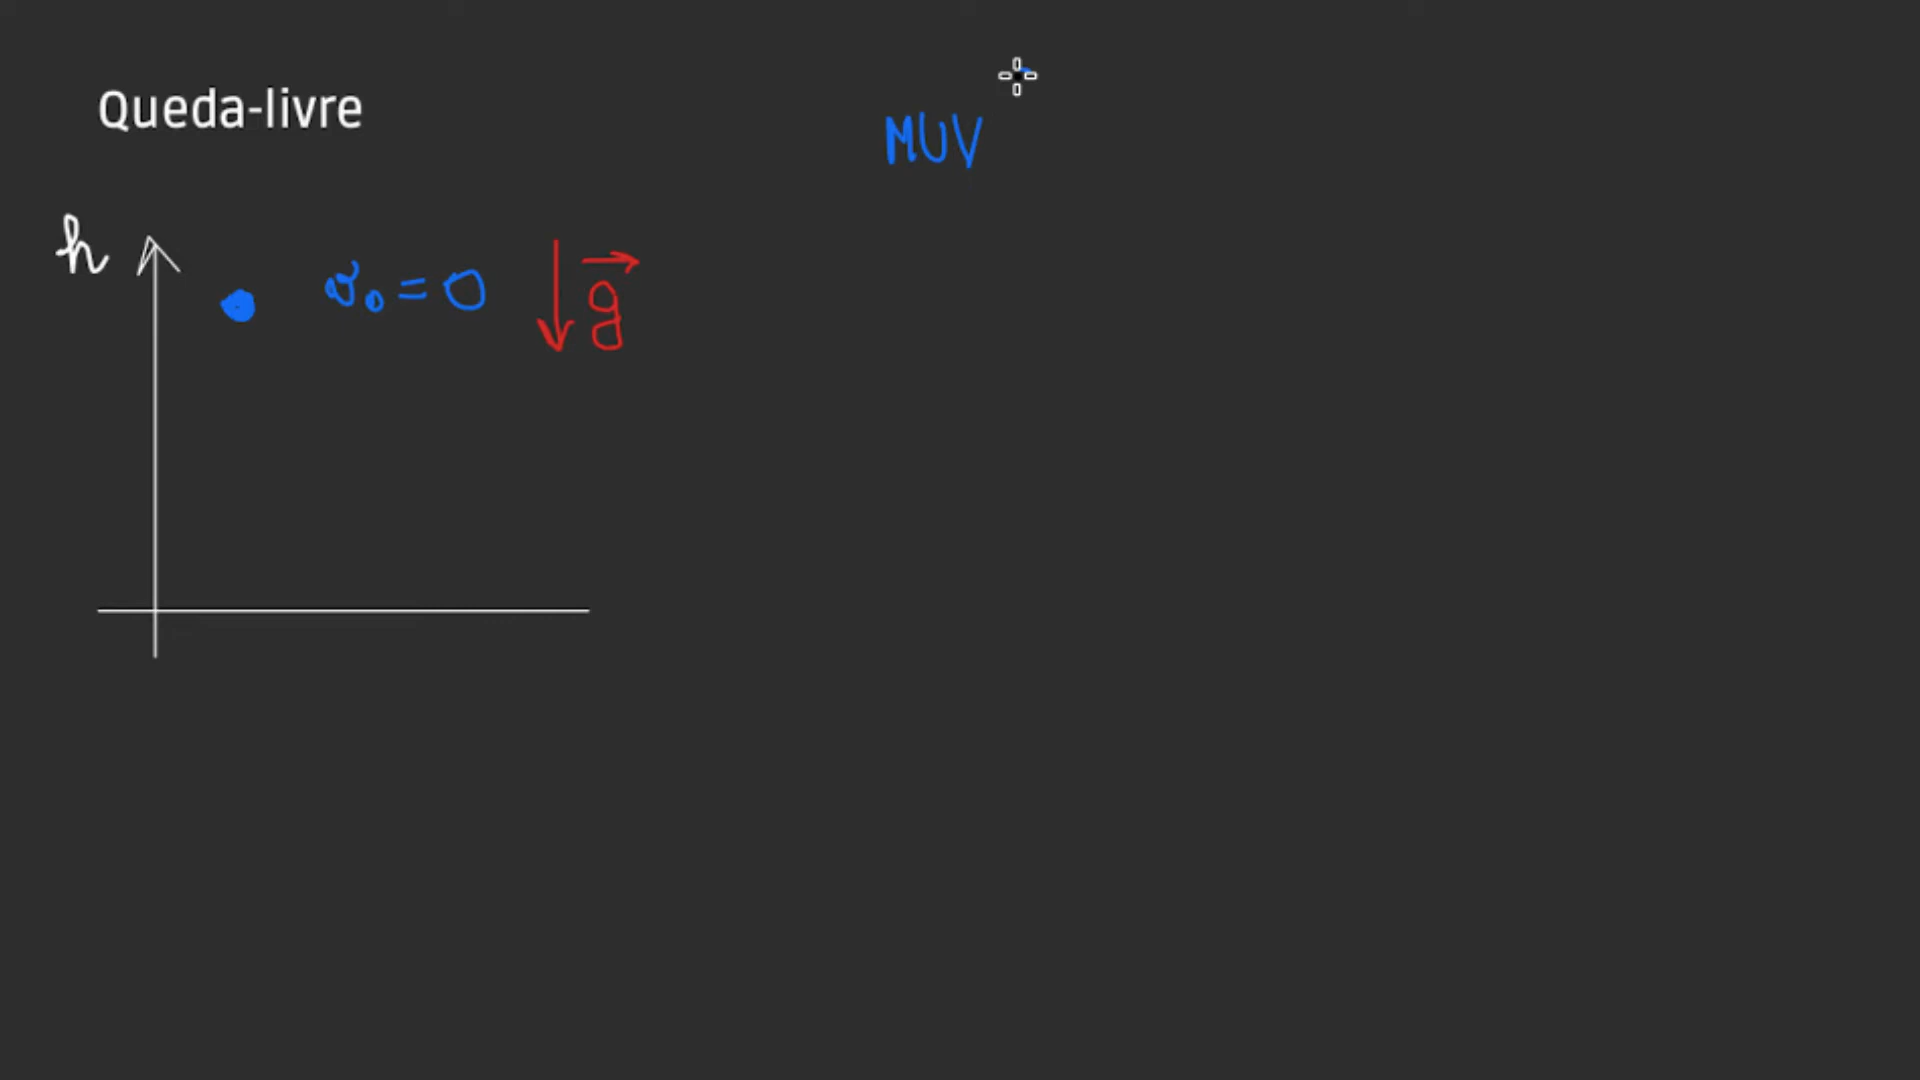 Queda-livre
MUV
h
v₀ = 0
g⃗